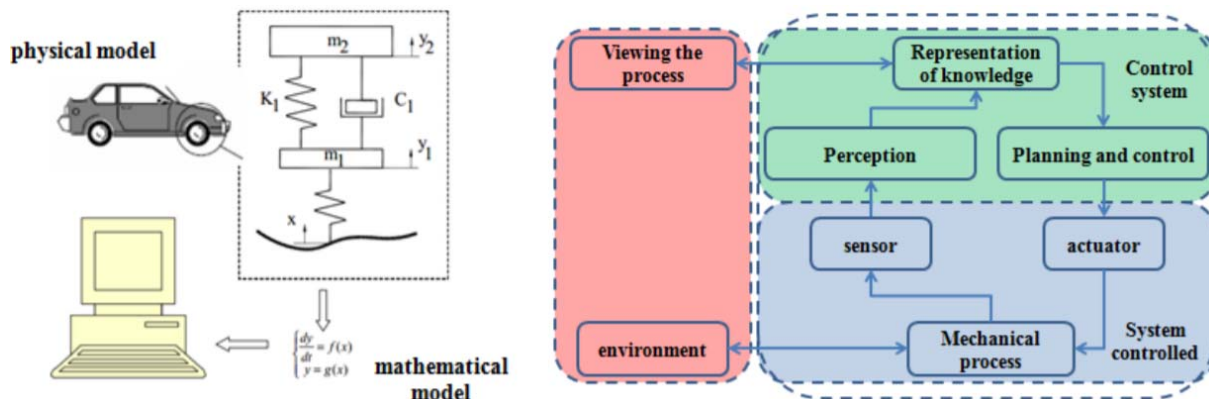 physical model
m₂
y₂
K₁
C₁
m₁
y₁
x
dy/dt = f(x)
y = g(x)
mathematical
model
Viewing the
process
Representation
of knowledge
Control
system
Perception
Planning and control
sensor
actuator
environment
Mechanical
process
System
controlled